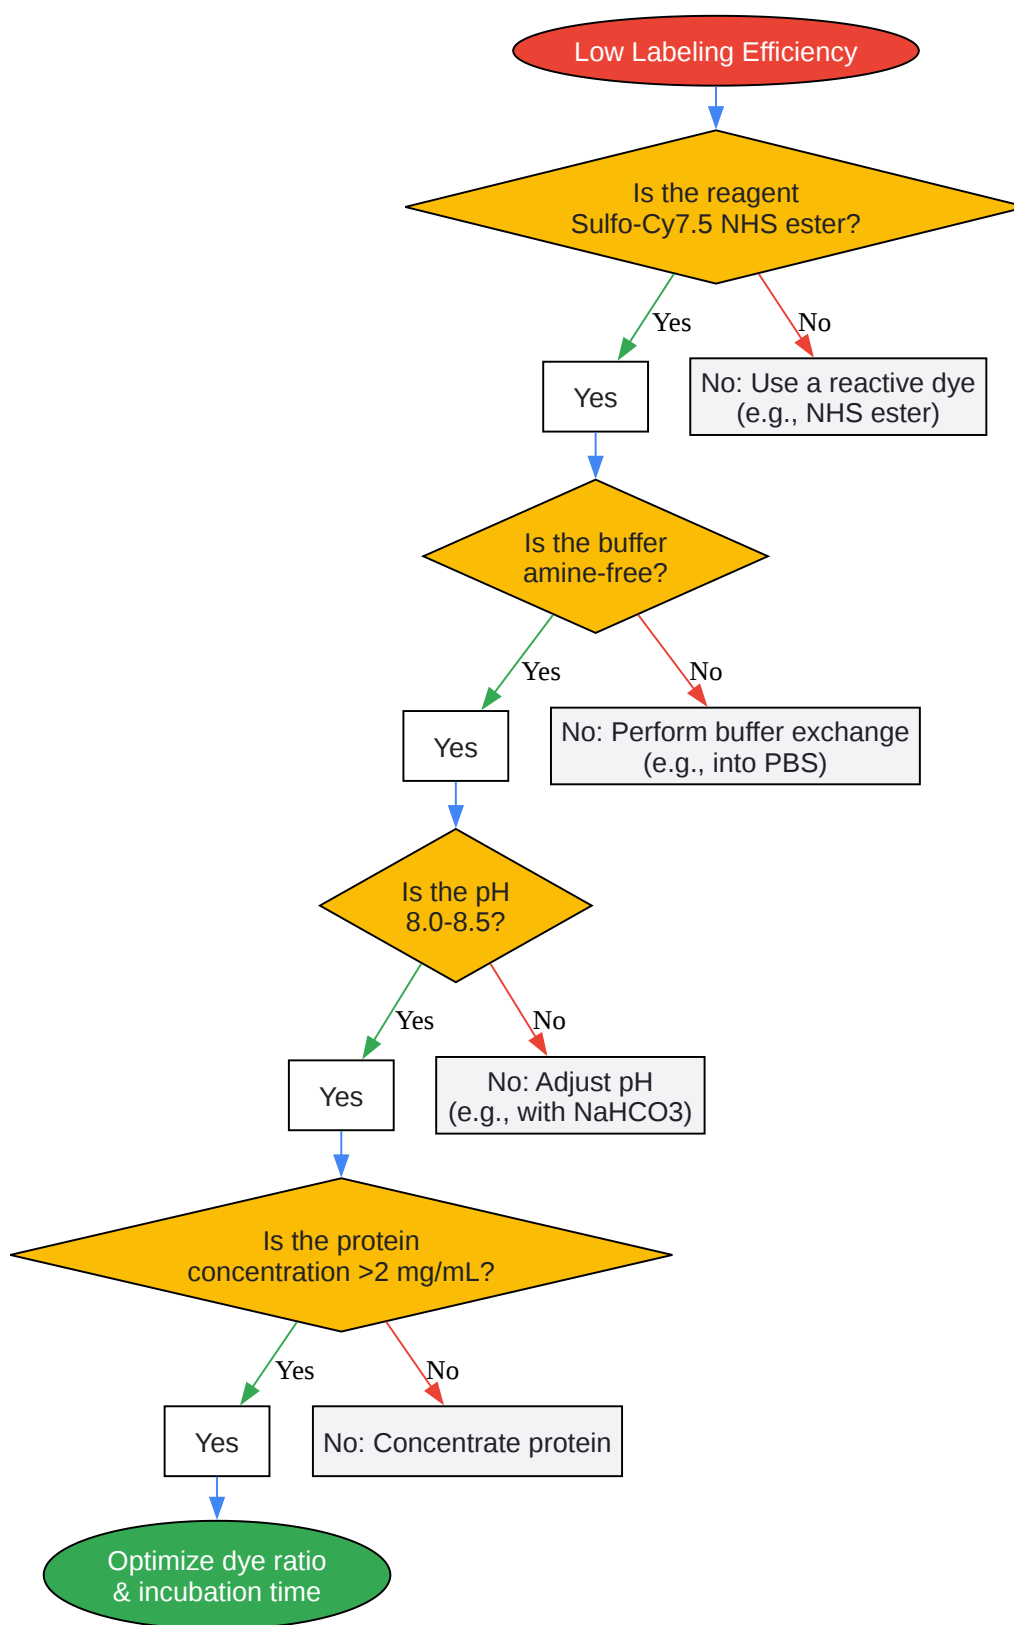 Low Labeling Efficiency
Is the reagent
Sulfo-Cy7.5 NHS ester?
Yes
No
Yes
No: Use a reactive dye
(e.g., NHS ester)
Is the buffer
amine-free?
Yes
No
Yes
No: Perform buffer exchange
(e.g., into PBS)
Is the pH
8.0-8.5?
Yes
No
Yes
No: Adjust pH
(e.g., with NaHCO3)
Is the protein
concentration >2 mg/mL?
Yes
No
Yes
No: Concentrate protein
Optimize dye ratio
& incubation time